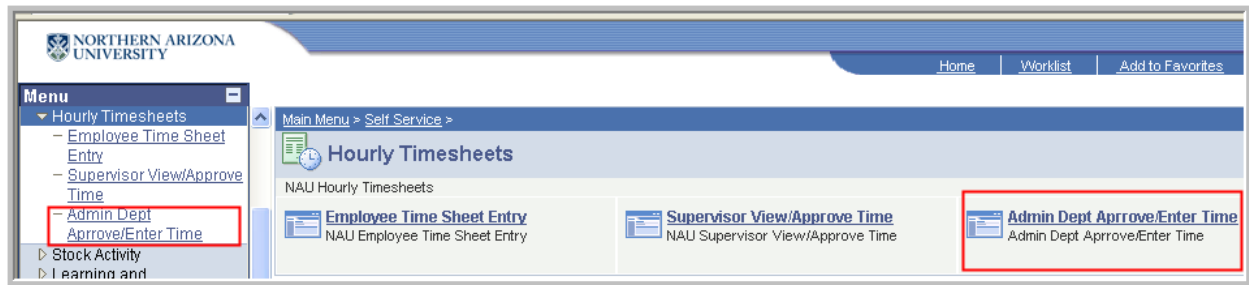 NORTHERN ARIZONA
UNIVERSITY
Home | Worklist | Add to Favorites
Menu
Hourly Timesheets
– Employee Time Sheet
Entry
– Supervisor View/Approve
Time
– Admin Dept
Aprrove/Enter Time
Stock Activity
Learning and
Main Menu > Self Service >
Hourly Timesheets
NAU Hourly Timesheets
Employee Time Sheet Entry
NAU Employee Time Sheet Entry
Supervisor View/Approve Time
NAU Supervisor View/Approve Time
Admin Dept Aprrove/Enter Time
Admin Dept Aprrove/Enter Time